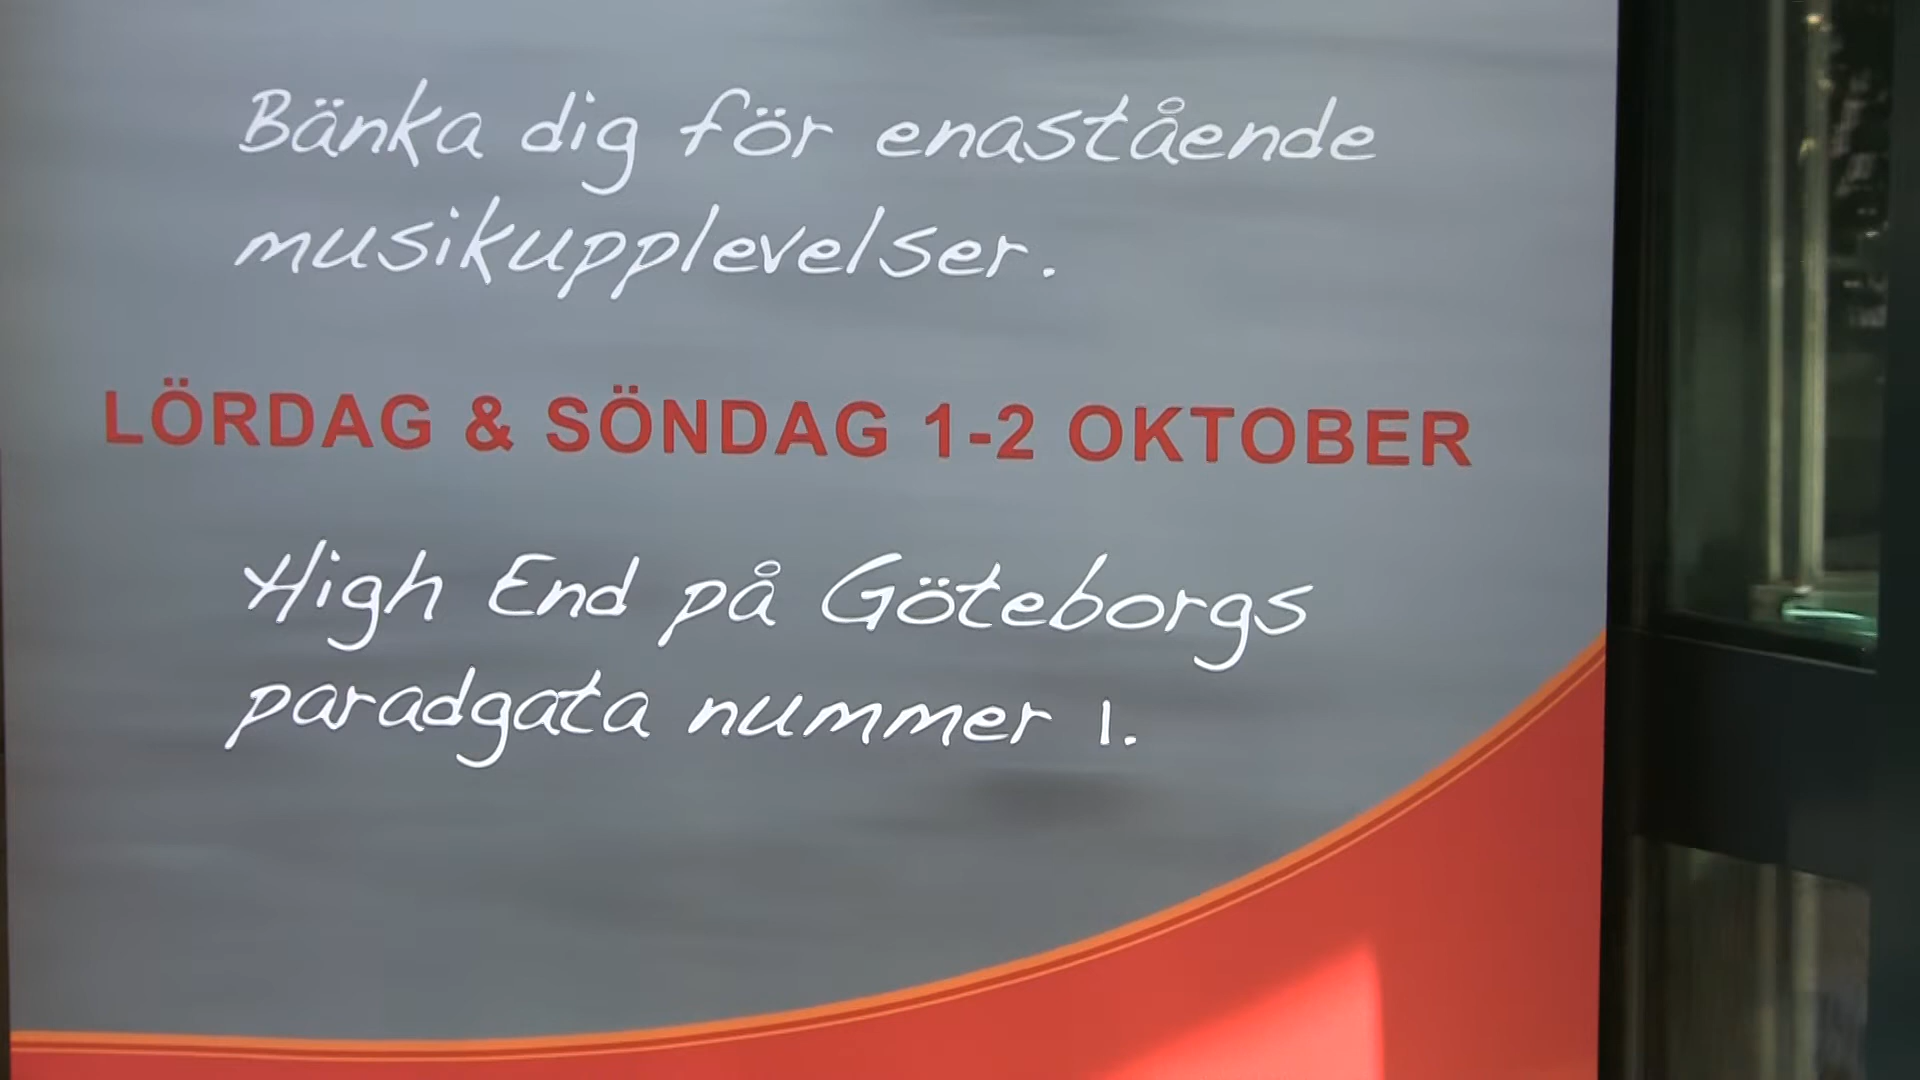 Bänka dig för enastående
musikupplevelser.
LÖRDAG & SÖNDAG 1-2 OKTOBER
High End på Göteborgs
paradgata nummer 1.